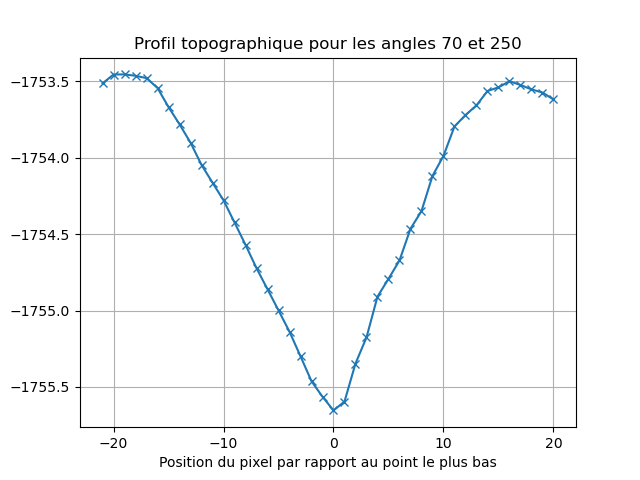 Profil topographique pour les angles 70 et 250
−1753.5
−1754.0
−1754.5
−1755.0
−1755.5
−20 −10 0 10 20
Position du pixel par rapport au point le plus bas